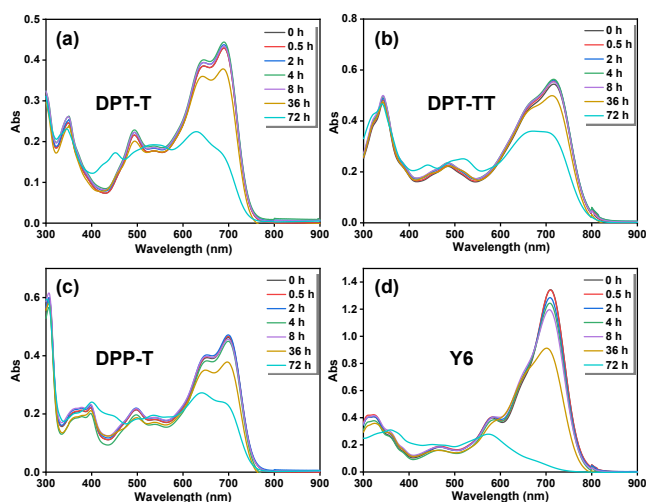 (a)
DPT-T
0 h
0.5 h
2 h
4 h
8 h
36 h
72 h
Abs
0.5
0.4
0.3
0.2
0.1
0.0
300 400 500 600 700 800 900
Wavelength (nm)
(b)
DPT-TT
0 h
0.5 h
2 h
4 h
8 h
36 h
72 h
Abs
0.8
0.6
0.4
0.2
0.0
300 400 500 600 700 800 900
Wavelength (nm)
(c)
DPP-T
0 h
0.5 h
2 h
4 h
8 h
36 h
72 h
Abs
0.6
0.4
0.2
0.0
300 400 500 600 700 800 900
Wavelength (nm)
(d)
Y6
0 h
0.5 h
2 h
4 h
8 h
36 h
72 h
Abs
1.4
1.2
1.0
0.8
0.6
0.4
0.2
0.0
300 400 500 600 700 800 900
Wavelength (nm)